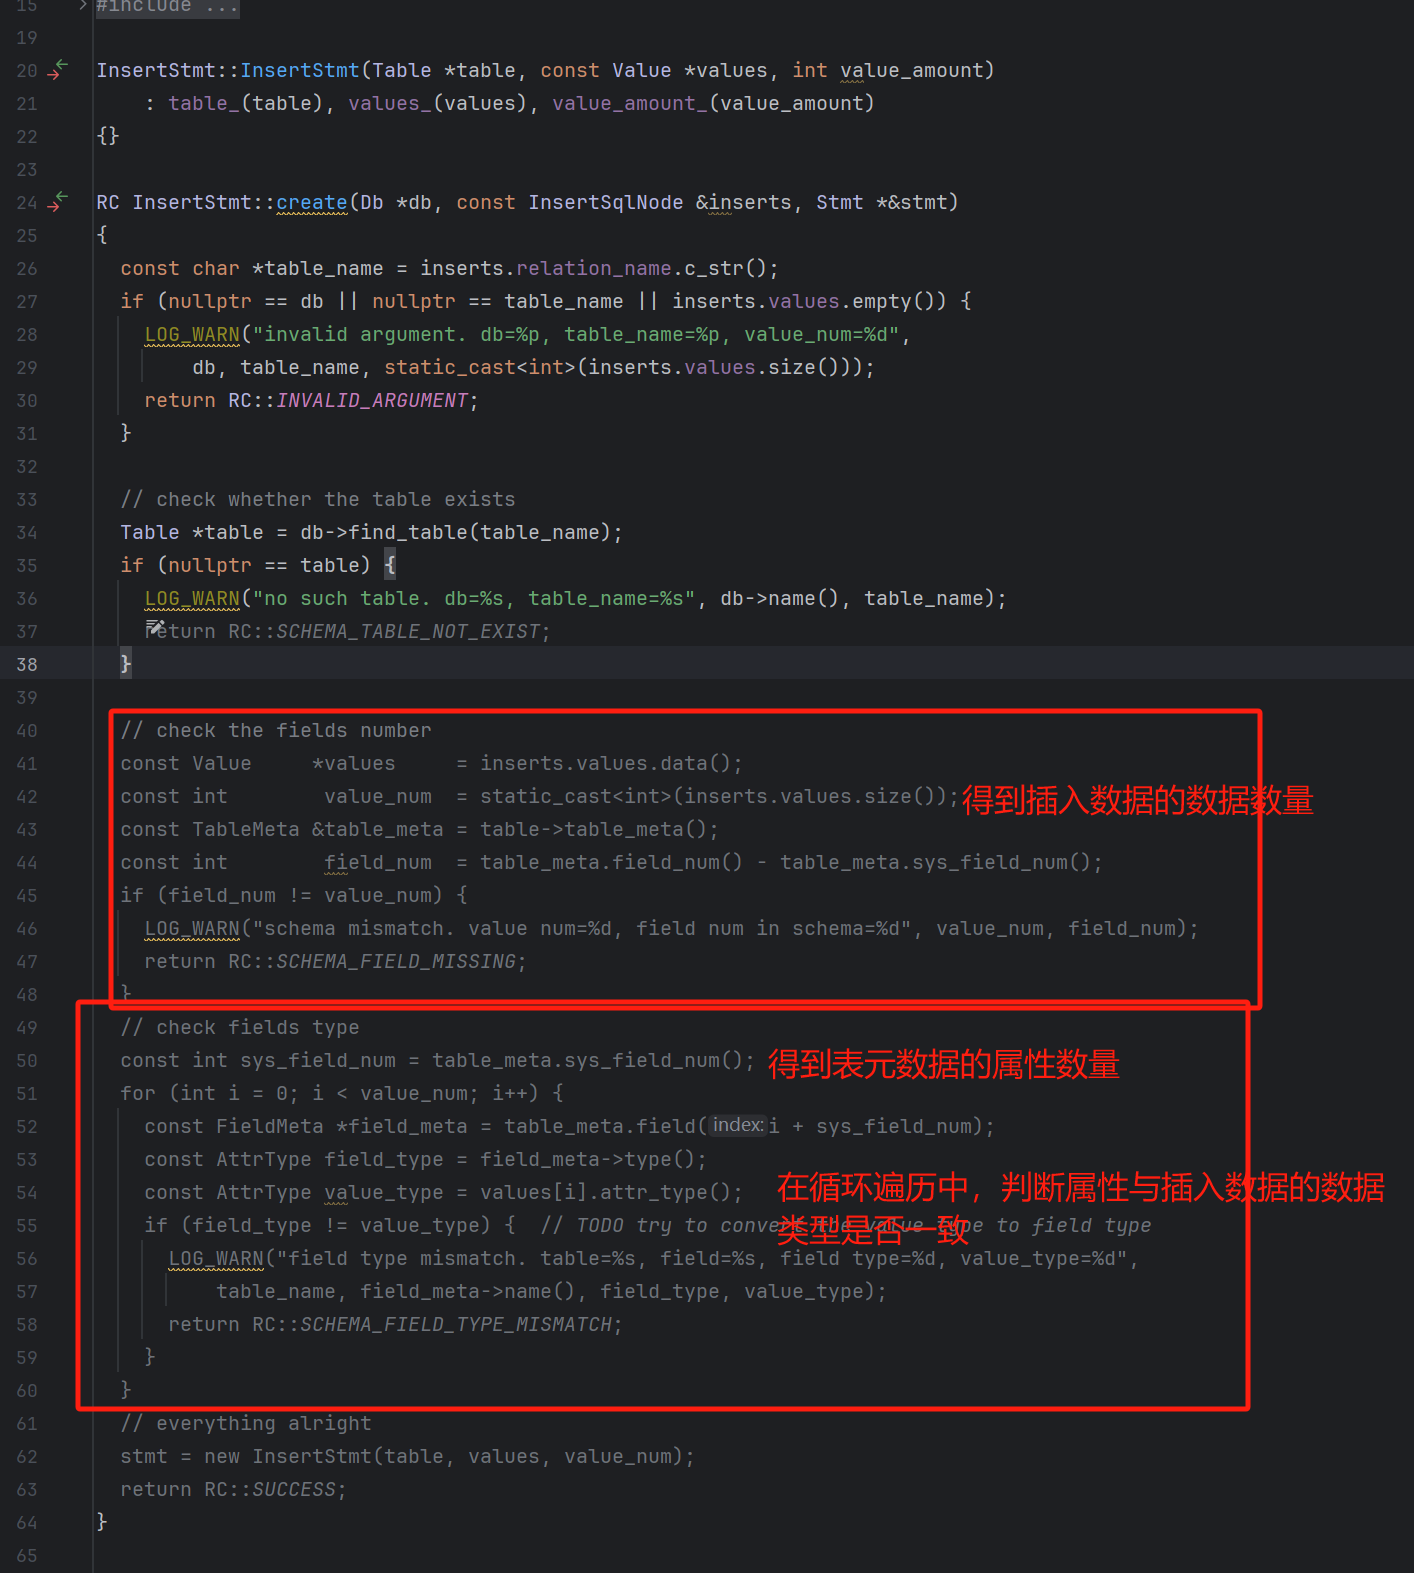 15 #include ...
19
20 InsertStmt::InsertStmt(Table *table, const Value *values, int value_amount)
21 : table_(table), values_(values), value_amount_(value_amount)
22 {}
23
24 RC InsertStmt::create(Db *db, const InsertSqlNode &inserts, Stmt *&stmt)
25 {
26 const char *table_name = inserts.relation_name.c_str();
27 if (nullptr == db || nullptr == table_name || inserts.values.empty()) {
28 LOG_WARN("invalid argument. db=%p, table_name=%p, value_num=%d",
29 db, table_name, static_cast<int>(inserts.values.size()));
30 return RC::INVALID_ARGUMENT;
31 }
32
33 // check whether the table exists
34 Table *table = db->find_table(table_name);
35 if (nullptr == table) {
36 LOG_WARN("no such table. db=%s, table_name=%s", db->name(), table_name);
37 return RC::SCHEMA_TABLE_NOT_EXIST;
38 }
39
40 // check the fields number
41 const Value *values = inserts.values.data();
42 const int value_num = static_cast<int>(inserts.values.size()); 得到插入数据的数据数量
43 const TableMeta &table_meta = table->table_meta();
44 const int field_num = table_meta.field_num() - table_meta.sys_field_num();
45 if (field_num != value_num) {
46 LOG_WARN("schema mismatch. value num=%d, field num in schema=%d", value_num, field_num);
47 return RC::SCHEMA_FIELD_MISSING;
48 }
49 // check fields type
50 const int sys_field_num = table_meta.sys_field_num(); 得到表元数据的属性数量
51 for (int i = 0; i < value_num; i++) {
52 const FieldMeta *field_meta = table_meta.field( index: i + sys_field_num);
53 const AttrType field_type = field_meta->type();
54 const AttrType value_type = values[i].attr_type(); 在循环遍历中，判断属性与插入数据的数据
类型是否一致
55 if (field_type != value_type) { // TODO try to convert the value type to field type
56 LOG_WARN("field type mismatch. table=%s, field=%s, field type=%d, value_type=%d",
57 table_name, field_meta->name(), field_type, value_type);
58 return RC::SCHEMA_FIELD_TYPE_MISMATCH;
59 }
60 }
61 // everything alright
62 stmt = new InsertStmt(table, values, value_num);
63 return RC::SUCCESS;
64 }
65